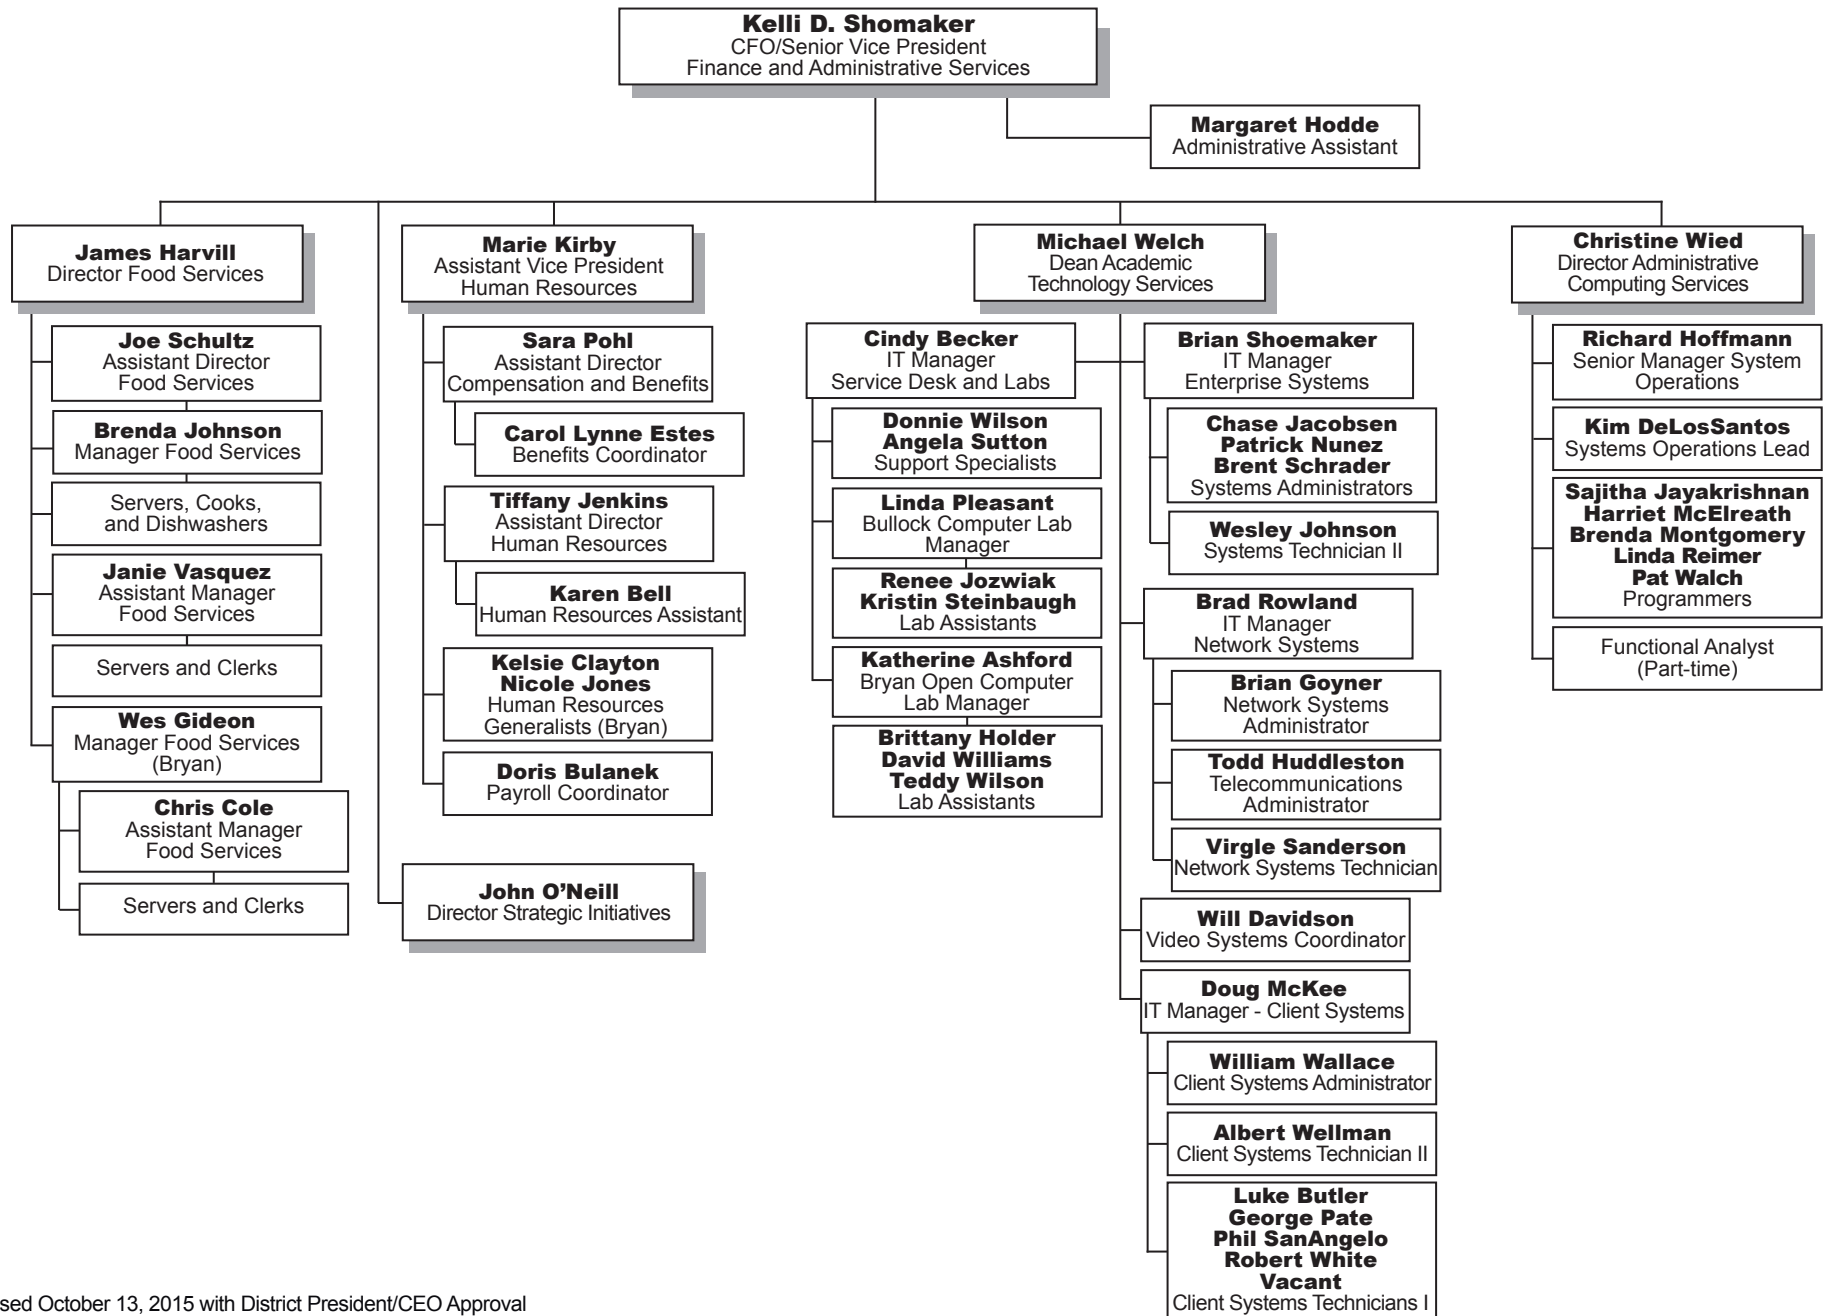 Kelli D. Shomaker
CFO/Senior Vice President
Finance and Administrative Services
Margaret Hodde
Administrative Assistant
James Harvill
Director Food Services
Joe Schultz
Assistant Director
Food Services
Brenda Johnson
Manager Food Services
Servers, Cooks,
and Dishwashers
Janie Vasquez
Assistant Manager
Food Services
Servers and Clerks
Wes Gideon
Manager Food Services
(Bryan)
Chris Cole
Assistant Manager
Food Services
Servers and Clerks
Marie Kirby
Assistant Vice President
Human Resources
Sara Pohl
Assistant Director
Compensation and Benefits
Carol Lynne Estes
Benefits Coordinator
Tiffany Jenkins
Assistant Director
Human Resources
Karen Bell
Human Resources Assistant
Kelsie Clayton
Nicole Jones
Human Resources
Generalists (Bryan)
Doris Bulanek
Payroll Coordinator
John O’Neill
Director Strategic Initiatives
Michael Welch
Dean Academic
Technology Services
Cindy Becker
IT Manager
Service Desk and Labs
Donnie Wilson
Angela Sutton
Support Specialists
Linda Pleasant
Bullock Computer Lab
Manager
Renee Jozwiak
Kristin Steinbaugh
Lab Assistants
Katherine Ashford
Bryan Open Computer
Lab Manager
Brittany Holder
David Williams
Teddy Wilson
Lab Assistants
Brian Shoemaker
IT Manager
Enterprise Systems
Chase Jacobsen
Patrick Nunez
Brent Schrader
Systems Administrators
Wesley Johnson
Systems Technician II
Brad Rowland
IT Manager
Network Systems
Brian Goyner
Network Systems
Administrator
Todd Huddleston
Telecommunications
Administrator
Virgle Sanderson
Network Systems Technician
Will Davidson
Video Systems Coordinator
Doug McKee
IT Manager - Client Systems
William Wallace
Client Systems Administrator
Albert Wellman
Client Systems Technician II
Luke Butler
George Pate
Phil SanAngelo
Robert White
Vacant
Client Systems Technicians I
Christine Wied
Director Administrative
Computing Services
Richard Hoffmann
Senior Manager System
Operations
Kim DeLosSantos
Systems Operations Lead
Sajitha Jayakrishnan
Harriet McElreath
Brenda Montgomery
Linda Reimer
Pat Walch
Programmers
Functional Analyst
(Part-time)
sed October 13, 2015 with District President/CEO Approval